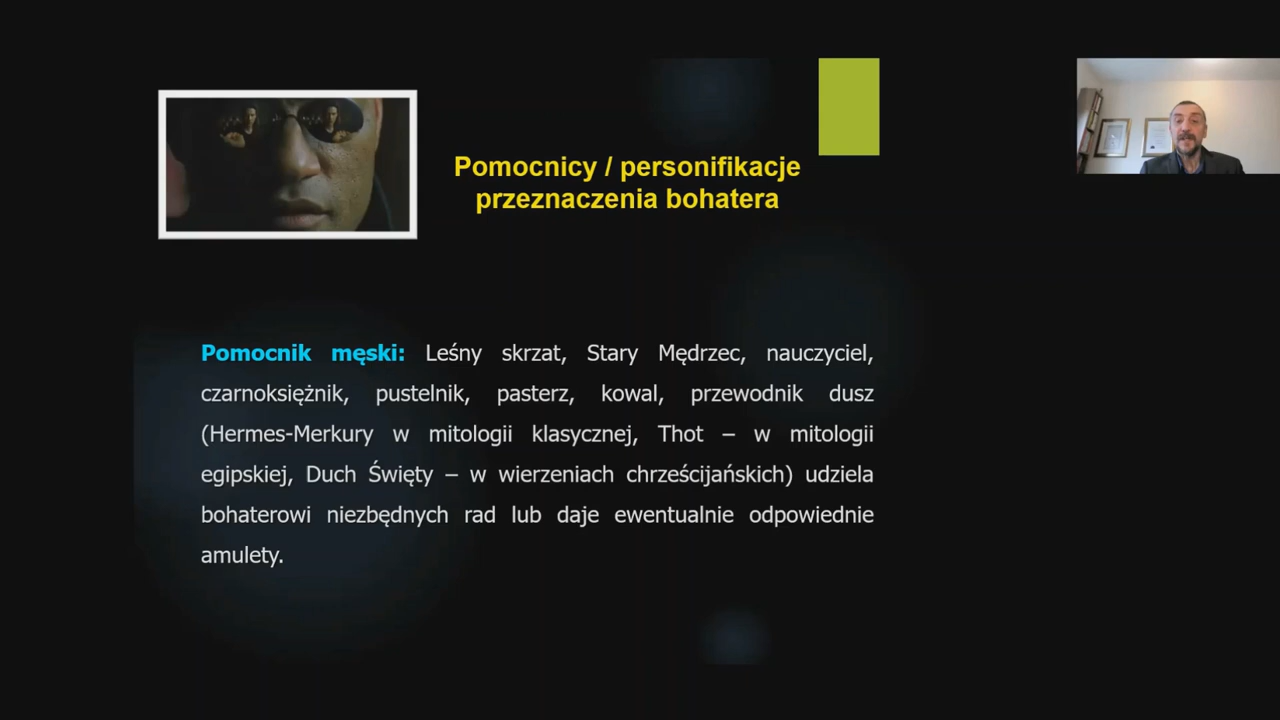 Pomocnicy / personifikacje
przeznaczenia bohatera
Pomocnik męski: Leśny skrzat, Stary Mędrzec, nauczyciel,
czarnoksiężnik, pustelnik, pasterz, kowal, przewodnik dusz
(Hermes-Merkury w mitologii klasycznej, Thot – w mitologii
egipskiej, Duch Święty – w wierzeniach chrześcijańskich) udziela
bohaterowi niezbędnych rad lub daje ewentualnie odpowiednie
amulety.